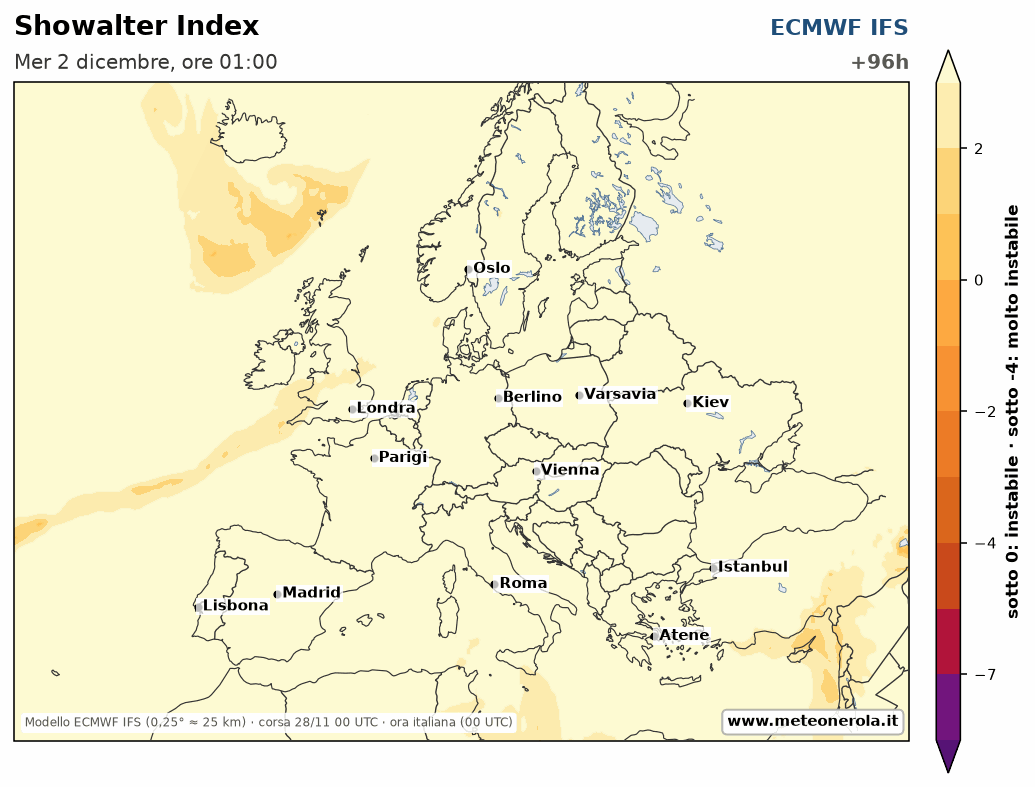 Showalter Index
ECMWF IFS
Mer 2 dicembre, ore 01:00
+96h
Oslo
Londra
Berlino
Varsavia
Kiev
Parigi
Vienna
Istanbul
Roma
Madrid
Lisbona
Atene
Modello ECMWF IFS (0,25° ≈ 25 km) · corsa 28/11 00 UTC · ora italiana (00 UTC)
www.meteonerola.it
2
0
−2
−4
−7
sotto 0: instabile · sotto -4: molto instabile